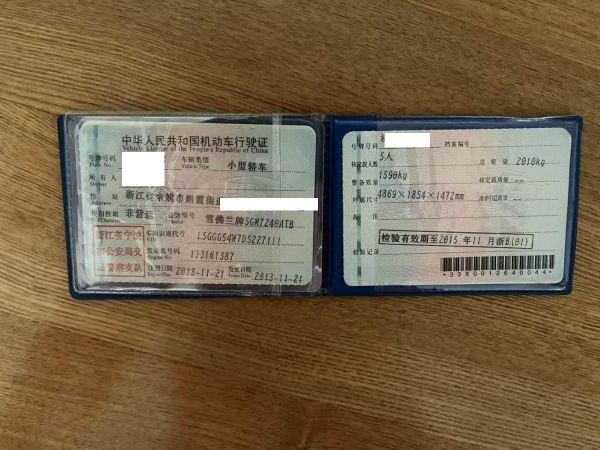 中华人民共和国机动车行驶证
Vehicle License of the People's Republic of China
号牌号码
Plate No.
车辆类型
Vehicle Type
小型轿车
所有人
Owner
住址
Address
浙江省余姚市朗霞街道
使用性质
Use Character
非营运
品牌型号
Model
雪佛兰牌SGM7240ATB
浙江省宁波
市公安局交
通警察支队
车辆识别代号
VIN
LSGGG54W7DS227111
发动机号码
Engine No.
133161387
注册日期
Register Date
2013-11-21
发证日期
Issue Date
2013-11-21
号牌号码
档案编号
核定载人数
5人
总质量
2010kg
整备质量
1590kg
核定载质量
外廓尺寸
4869×1854×1472mm
准牵引总质量
备注
检验有效期至2015年11月浙B(01)
检验记录
*33X0012640044*